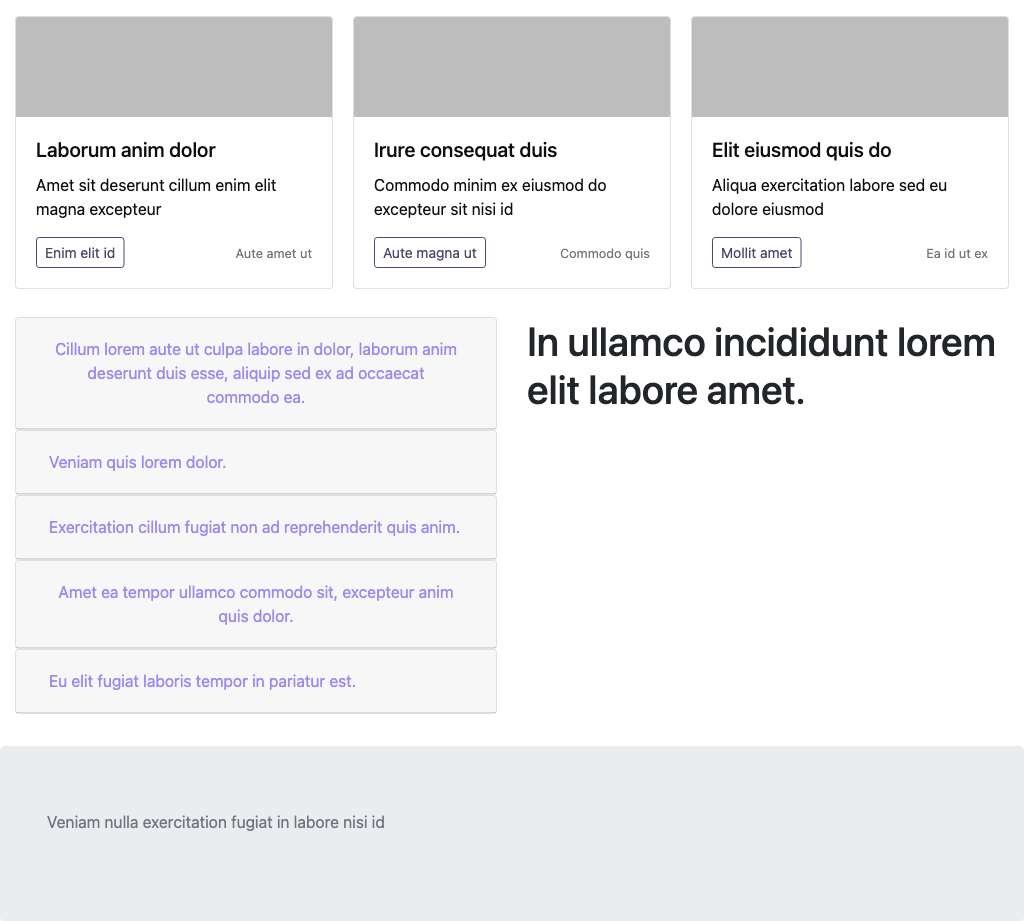 Laborum anim dolor
Amet sit deserunt cillum enim elit
magna excepteur
Enim elit id
Aute amet ut
Irure consequat duis
Commodo minim ex eiusmod do
excepteur sit nisi id
Aute magna ut
Commodo quis
Elit eiusmod quis do
Aliqua exercitation labore sed eu
dolore eiusmod
Mollit amet
Ea id ut ex
Cillum lorem aute ut culpa labore in dolor, laborum anim
deserunt duis esse, aliquip sed ex ad occaecat
commodo ea.
Veniam quis lorem dolor.
Exercitation cillum fugiat non ad reprehenderit quis anim.
Amet ea tempor ullamco commodo sit, excepteur anim
quis dolor.
Eu elit fugiat laboris tempor in pariatur est.
In ullamco incididunt lorem
elit labore amet.
Veniam nulla exercitation fugiat in labore nisi id